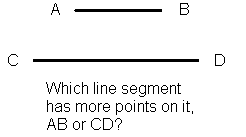 A B
C D
Which line segment
has more points on it,
AB or CD?